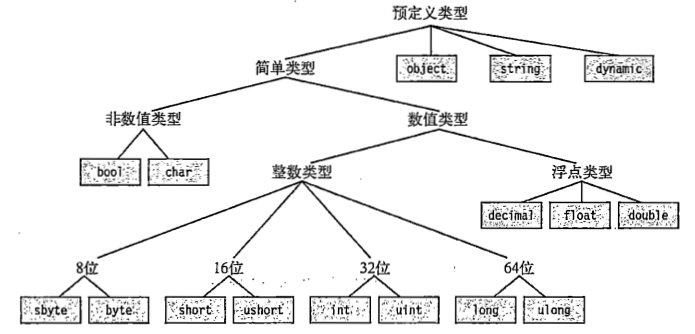 预定义类型
简单类型 object string dynamic
非数值类型 数值类型
bool char 整数类型 浮点类型
decimal float double
8位 16位 32位 64位
sbyte byte short ushort int uint long ulong